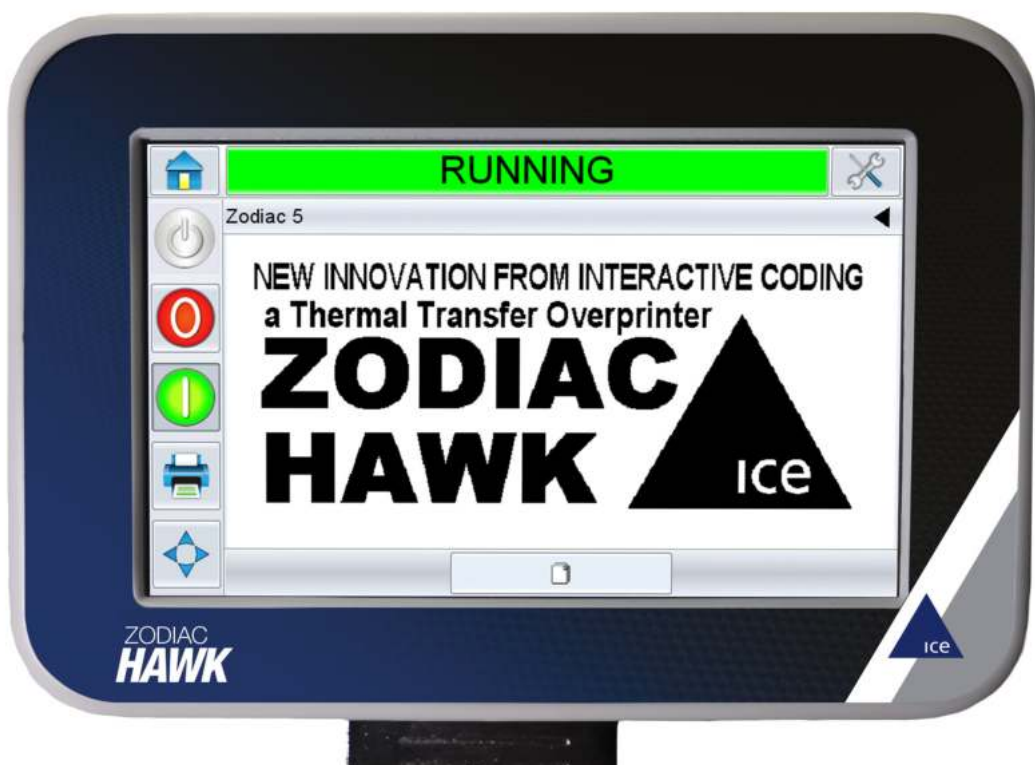 RUNNING
Zodiac 5
NEW INNOVATION FROM INTERACTIVE CODING
a Thermal Transfer Overprinter
ZODIAC
HAWK
ice
ZODIAC
HAWK
ice